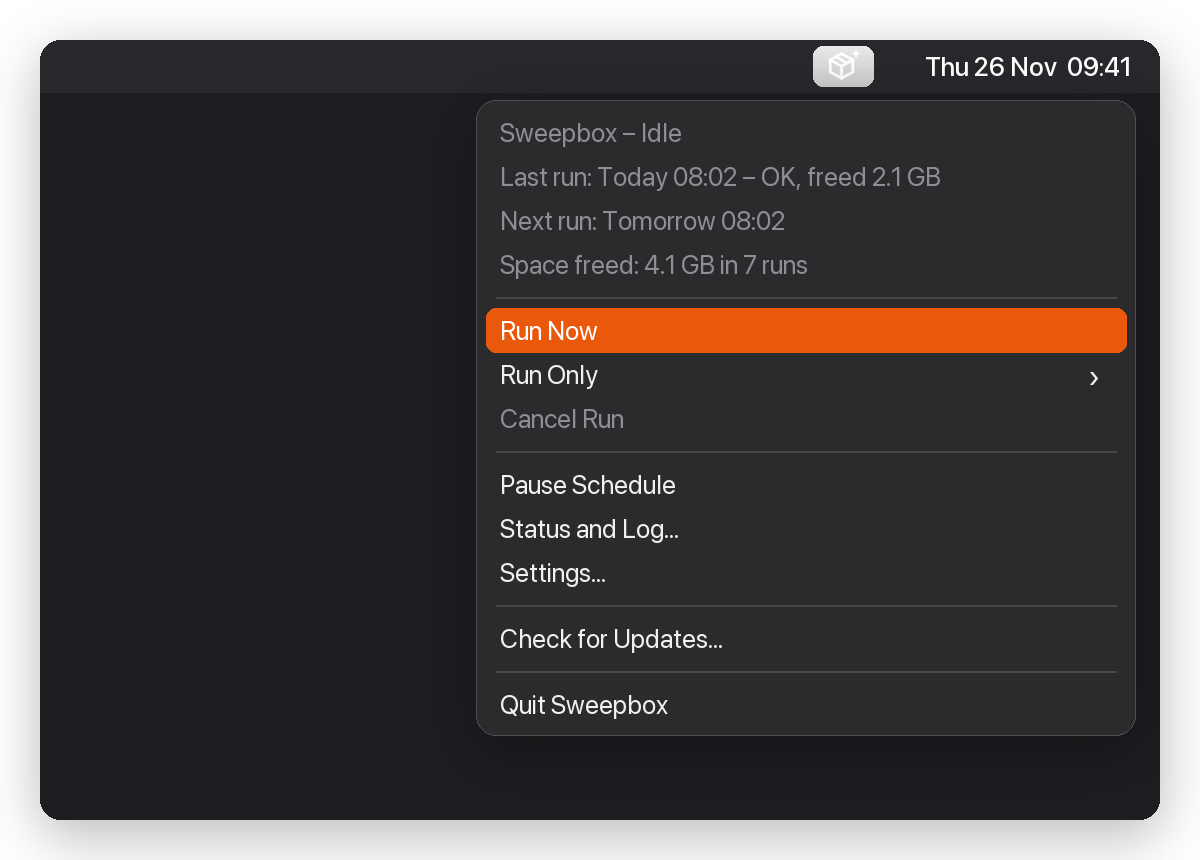 Thu 26 Nov 09:41
Sweepbox – Idle
Last run: Today 08:02 – OK, freed 2.1 GB
Next run: Tomorrow 08:02
Space freed: 4.1 GB in 7 runs
Run Now
Run Only
Cancel Run
Pause Schedule
Status and Log...
Settings...
Check for Updates...
Quit Sweepbox